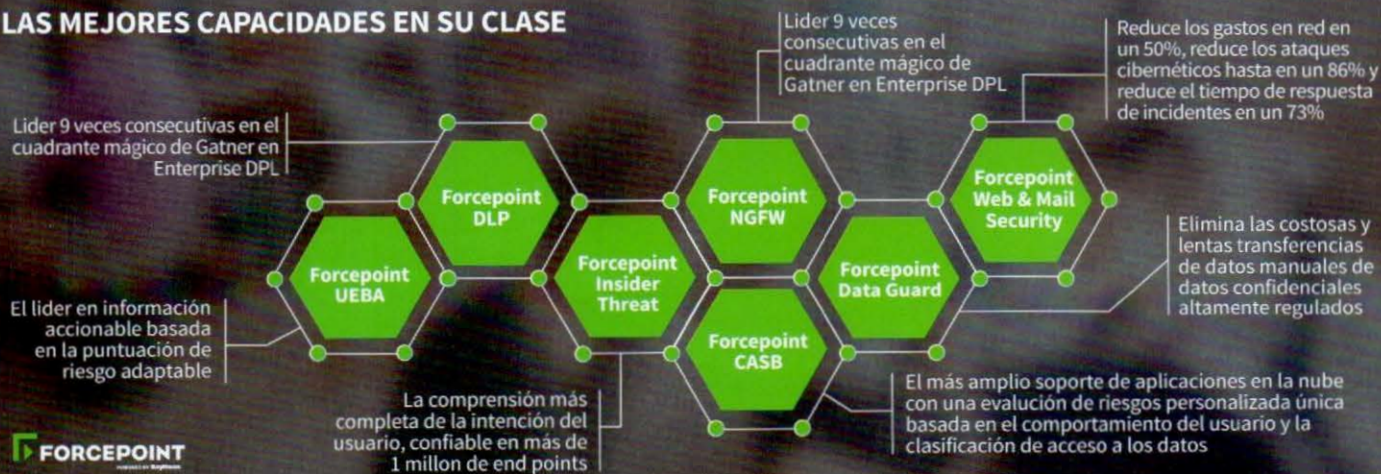 LAS MEJORES CAPACIDADES EN SU CLASE
Lider 9 veces consecutivas en el
cuadrante mágico de Gatner en
Enterprise DPL
Lider 9 veces
consecutivas en el
cuadrante mágico de
Gatner en Enterprise DPL
Reduce los gastos en red en
un 50%, reduce los ataques
cibernéticos hasta en un 86% y
reduce el tiempo de respuesta
de incidentes en un 73%
Forcepoint
DLP
Forcepoint
NGFW
Forcepoint
Web & Mail
Security
Forcepoint
UEBA
Forcepoint
Insider
Threat
Forcepoint
Data Guard
Forcepoint
CASB
Elimina las costosas y
lentas transferencias
de datos manuales de
datos confidenciales
altamente regulados
El lider en información
accionable basada
en la puntuación de
riesgo adaptable
La comprensión más
completa de la intención del
usuario, confiable en más de
1 millon de end points
El más amplio soporte de aplicaciones en la nube
con una evalución de riesgos personalizada única
basada en el comportamiento del usuario y la
clasificación de acceso a los datos
FORCEPOINT
POWERED BY Raytheon